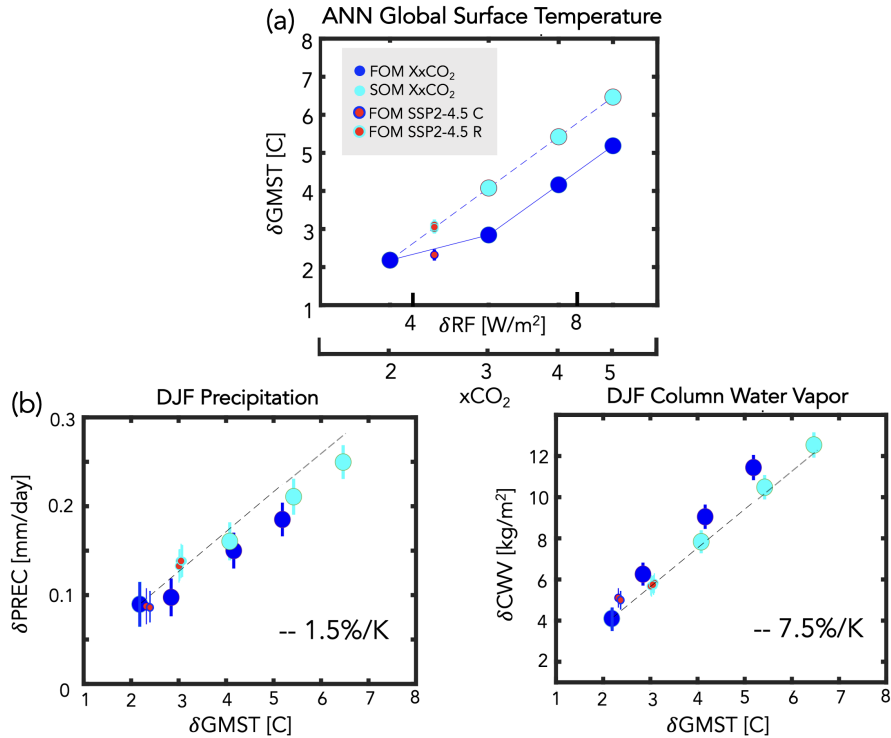 (a) ANN Global Surface Temperature
8
7
6
5
4
3
2
1
δGMST [C]
FOM XxCO₂
SOM XxCO₂
FOM SSP2-4.5 C
FOM SSP2-4.5 R
4 δRF [W/m²] 8
2 3 4 5
xCO₂
(b) DJF Precipitation
0.3
0.2
0.1
0
δPREC [mm/day]
-- 1.5%/K
1 2 3 4 5 6 7 8
δGMST [C]
DJF Column Water Vapor
12
10
8
6
4
2
δCWV [kg/m²]
-- 7.5%/K
1 2 3 4 5 6 7 8
δGMST [C]